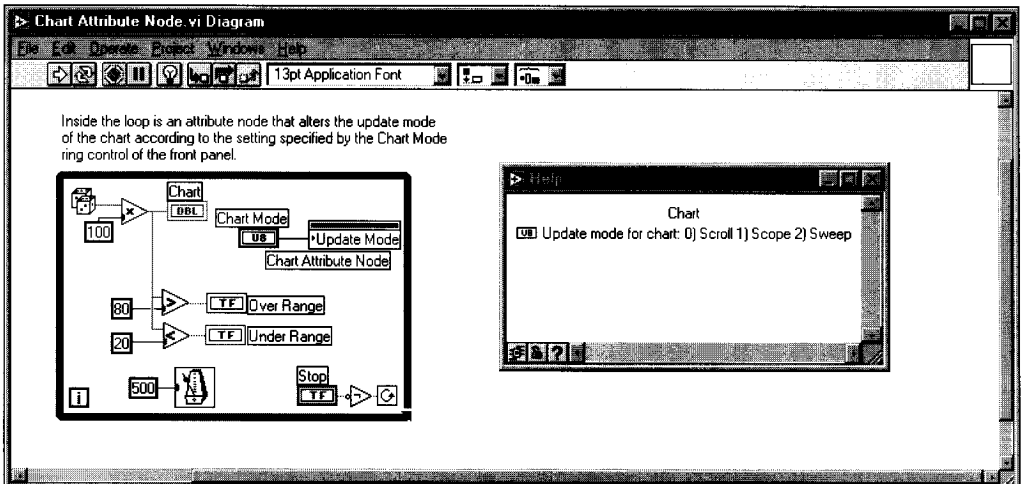 Chart Attribute Node.vi Diagram
File Edit Operate Project Windows Help
13pt Application Font
Inside the loop is an attribute node that alters the update mode
of the chart according to the setting specified by the Chart Mode
ring control of the front panel.
Chart
DBL
100
Chart Mode
U8
Update Mode
Chart Attribute Node
80
TF Over Range
20
TF Under Range
500
Stop
TF
i
Help
Chart
U8 Update mode for chart: 0) Scroll 1) Scope 2) Sweep
?